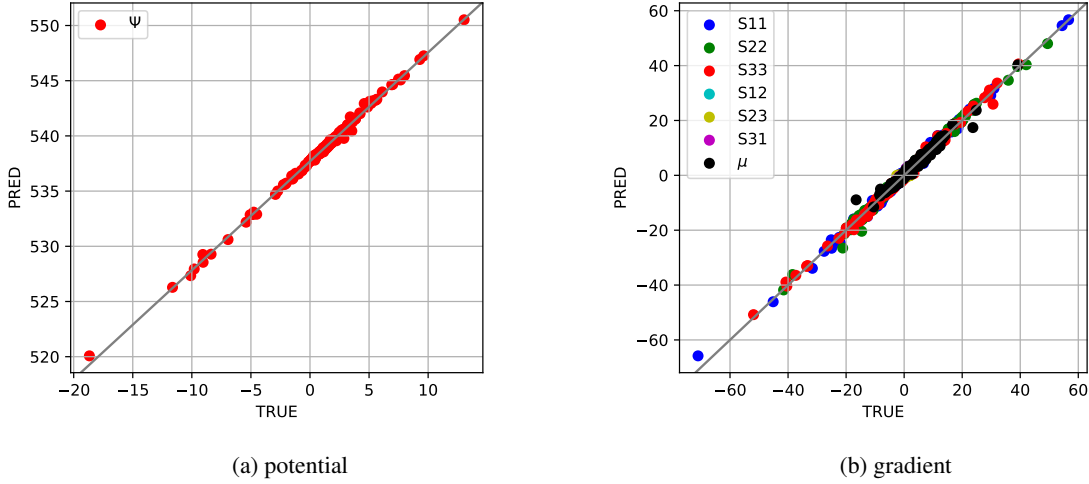 Ψ
550
545
540
535
530
525
520
PRED
−20 −15 −10 −5 0 5 10
TRUE
(a) potential
S11
S22
S33
S12
S23
S31
μ
60
40
20
0
−20
−40
−60
PRED
−60 −40 −20 0 20 40 60
TRUE
(b) gradient